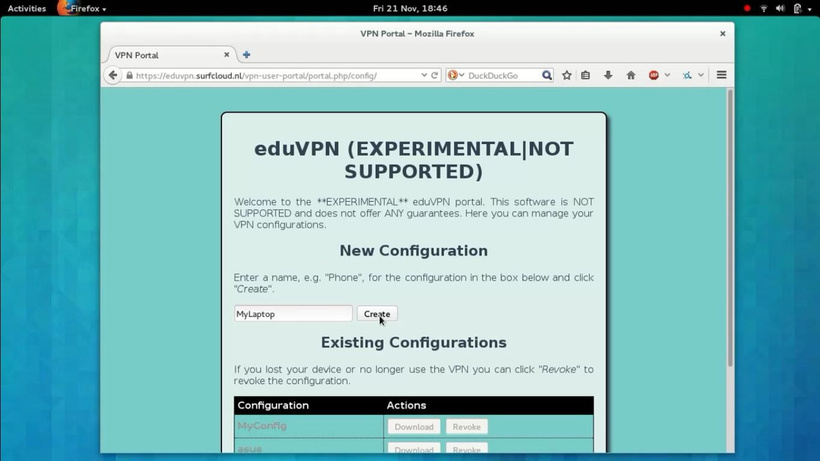 Activities Firefox Fri 21 Nov, 18:46
VPN Portal - Mozilla Firefox
VPN Portal
https://eduvpn.surfcloud.nl/vpn-user-portal/portal.php/config/ DuckDuckGo
eduVPN (EXPERIMENTAL|NOT
SUPPORTED)
Welcome to the **EXPERIMENTAL** eduVPN portal. This software is NOT
SUPPORTED and does not offer ANY guarantees. Here you can manage your
VPN configurations.
New Configuration
Enter a name, e.g. "Phone", for the configuration in the box below and click
"Create".
MyLaptop Create
Existing Configurations
If you lost your device or no longer use the VPN you can click "Revoke" to
revoke the configuration.
Configuration Actions
MyConfig Download Revoke
asus Download Revoke